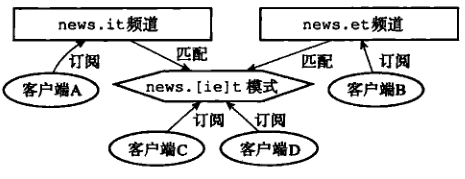 news.it频道
news.et频道
订阅
匹配
匹配
订阅
客户端A
news.[ie]t 模式
客户端B
订阅
订阅
客户端C
客户端D